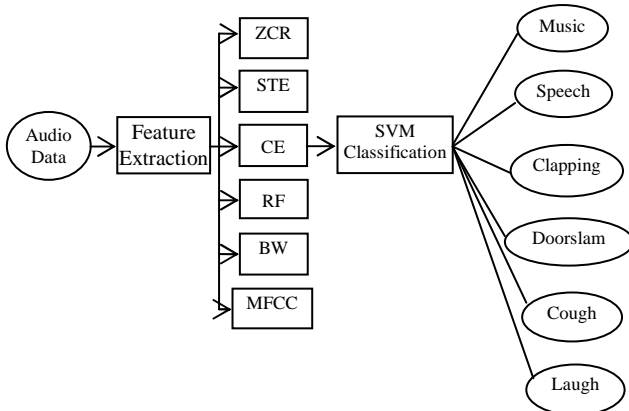 Audio
Data
Feature
Extraction
ZCR
STE
CE
RF
BW
MFCC
SVM
Classification
Music
Speech
Clapping
Doorslam
Cough
Laugh